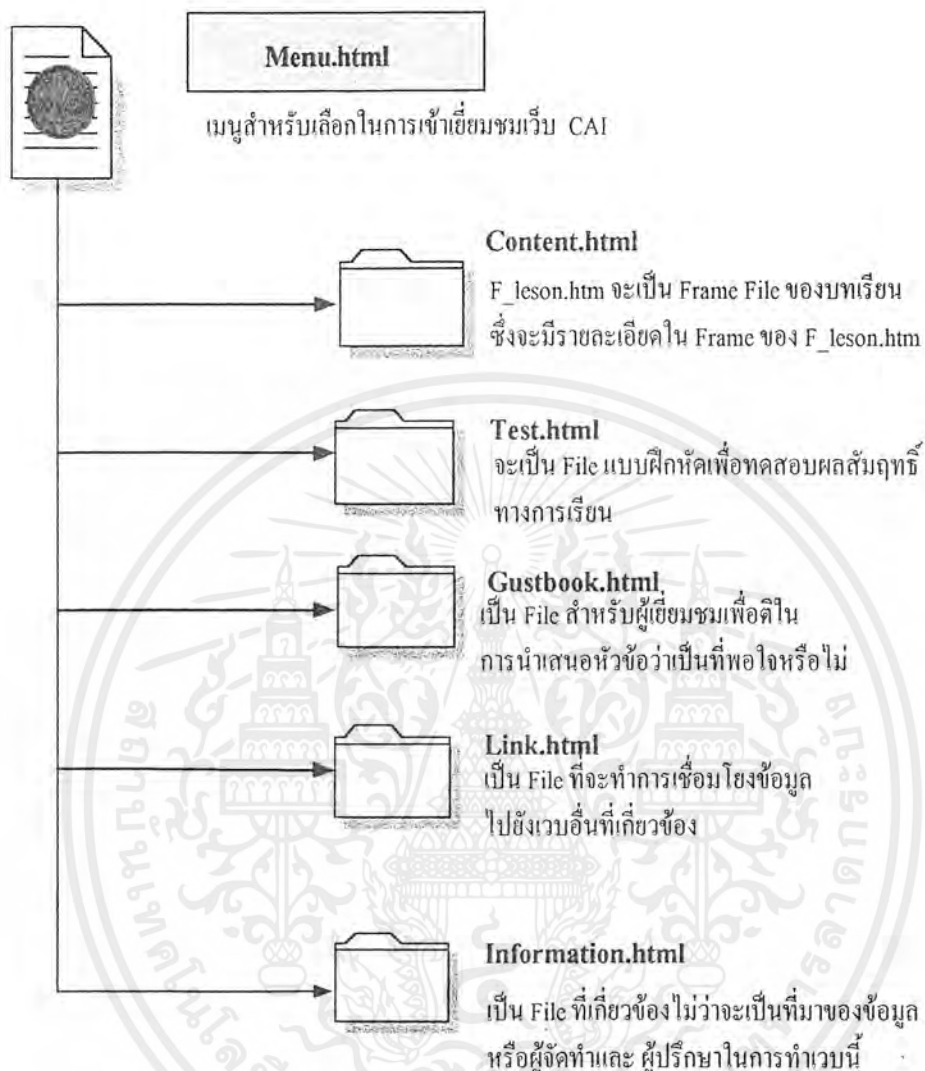 Menu.html
เมนูสำหรับเลือกในการเข้าเยี่ยมชมเว็บ CAI
Content.html
F_leson.htm จะเป็น Frame File ของบทเรียน
ซึ่งจะมีรายละเอียดใน Frame ของ F_leson.htm
Test.html
จะเป็น File แบบฝึกหัดเพื่อทดสอบผลสัมฤทธิ์
ทางการเรียน
Gustbook.html
เป็น File สำหรับผู้เยี่ยมชมเพื่อติใน
การนำเสนอหัวข้อว่าเป็นที่พอใจหรือไม่
Link.html
เป็น File ที่จะทำการเชื่อมโยงข้อมูล
ไปยังเวบอื่นที่เกี่ยวข้อง
Information.html
เป็น File ที่เกี่ยวข้องไม่ว่าจะเป็นที่มาของข้อมูล
หรือผู้จัดทำและ ผู้ปรึกษาในการทำเวบนี้